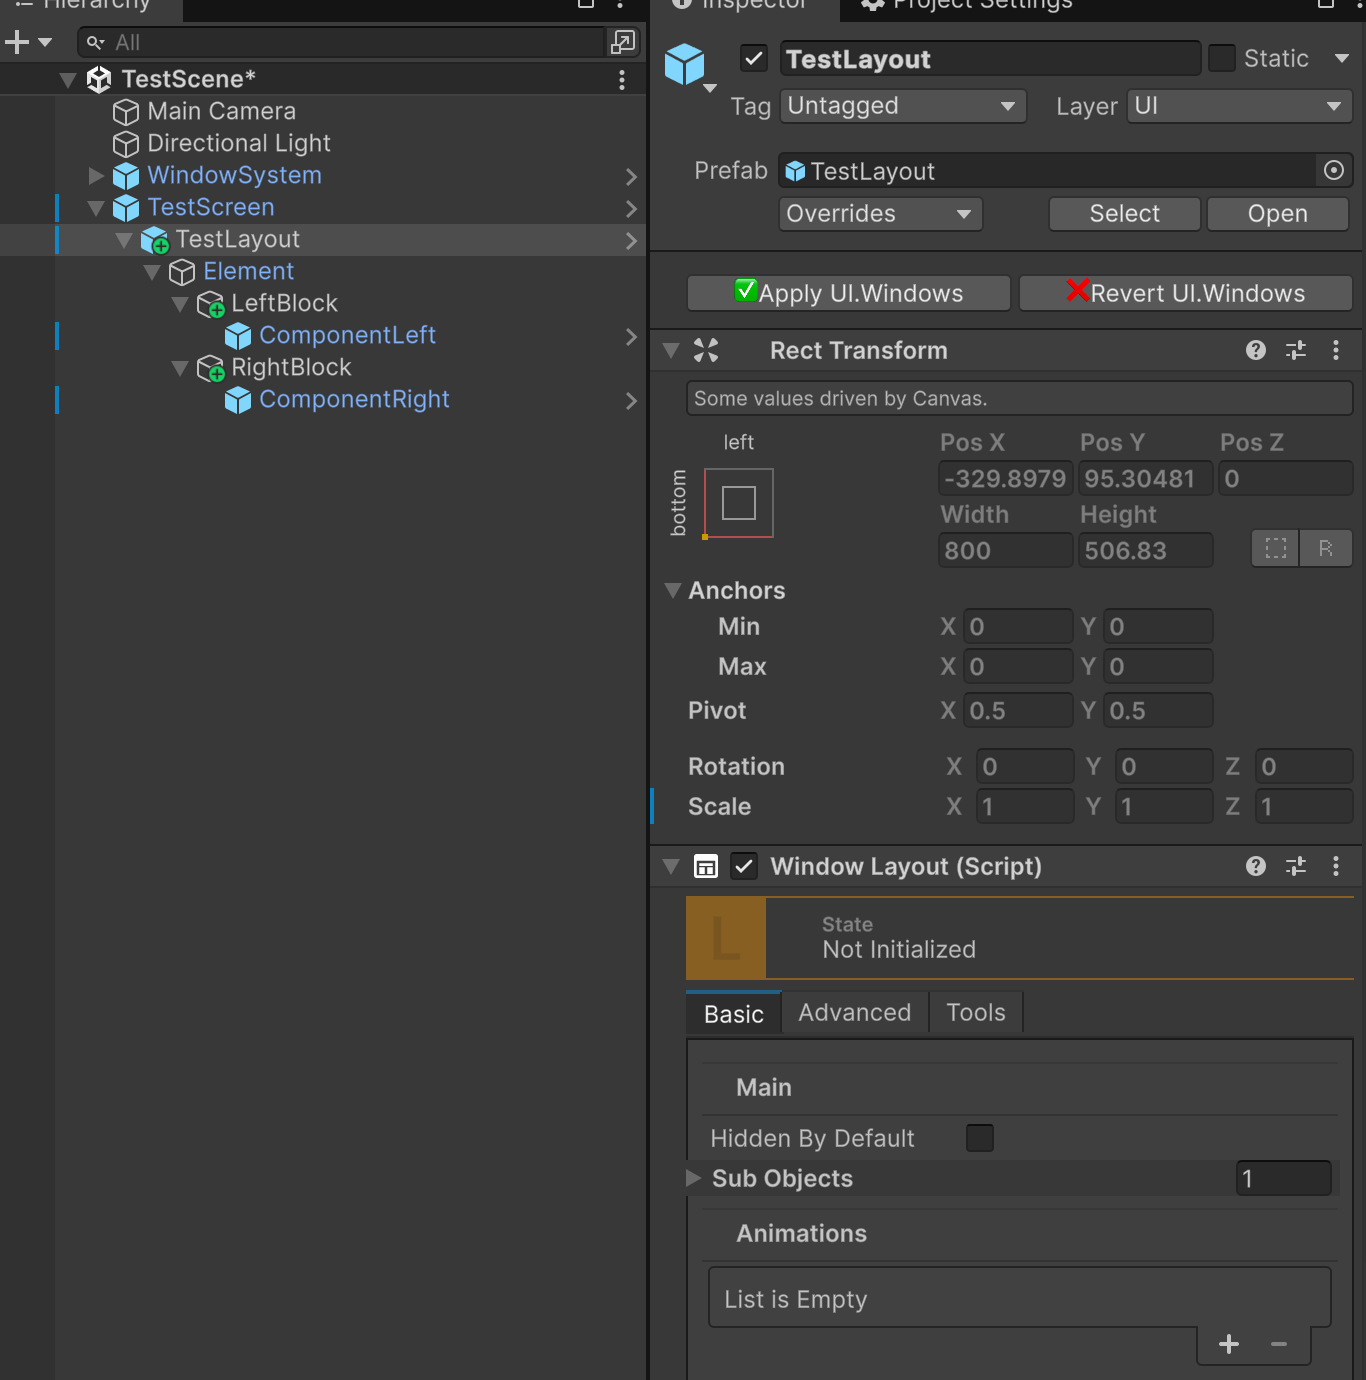 Hierarchy
All
TestScene*
Main Camera
Directional Light
WindowSystem
TestScreen
TestLayout
Element
LeftBlock
ComponentLeft
RightBlock
ComponentRight
Inspector
Project Settings
TestLayout
Static
Tag
Untagged
Layer
UI
Prefab
TestLayout
Overrides
Select
Open
Apply UI.Windows
Revert UI.Windows
Rect Transform
Some values driven by Canvas.
left
bottom
Pos X Pos Y Pos Z
-329.8979 95.30481 0
Width Height
800 506.83
R
Anchors
Min X 0 Y 0
Max X 0 Y 0
Pivot X 0.5 Y 0.5
Rotation X 0 Y 0 Z 0
Scale X 1 Y 1 Z 1
Window Layout (Script)
L
State
Not Initialized
Basic Advanced Tools
Main
Hidden By Default
Sub Objects 1
Animations
List is Empty